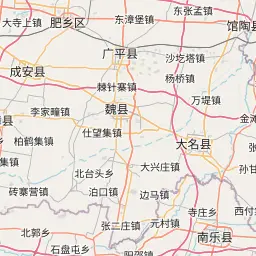 大寺上镇
肥乡区
东漳堡镇
东张孟镇
馆陶县
广平县
沙圪塔镇
成安县
棘针寨镇
杨桥镇
李家疃镇
魏县
万堤镇
金滩
仕望集镇
柏鹤集镇
大名县
北台头乡
大兴庄镇
孙甘
砖寨营镇
泊口镇
边马镇
张二庄镇
元村镇
寺庄乡
西付
北郭乡
南乐县
石盘屯乡